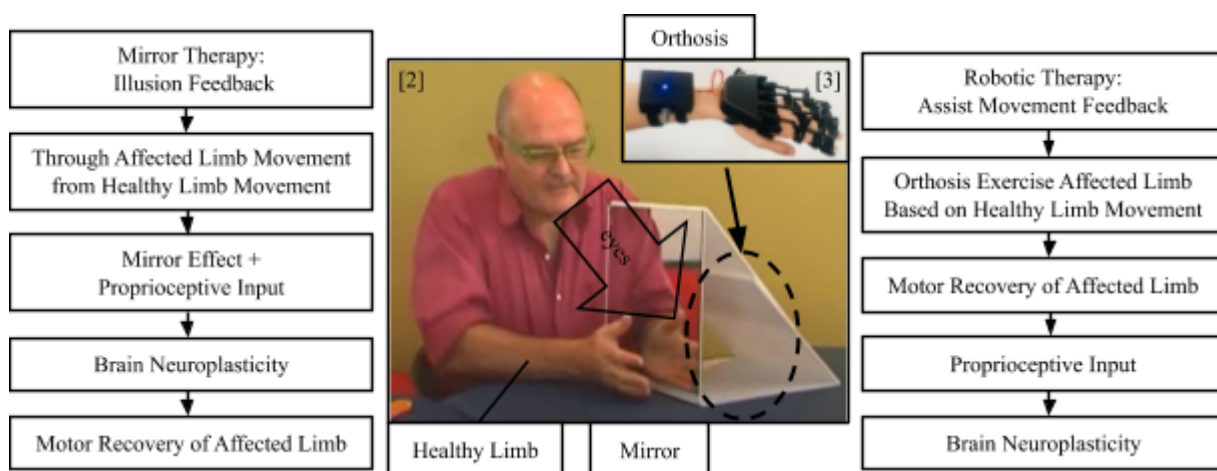 Mirror Therapy:
Illusion Feedback
Through Affected Limb Movement
from Healthy Limb Movement
Mirror Effect +
Proprioceptive Input
Brain Neuroplasticity
Motor Recovery of Affected Limb
Orthosis
[2]
[3]
eyes
Healthy Limb
Mirror
Robotic Therapy:
Assist Movement Feedback
Orthosis Exercise Affected Limb
Based on Healthy Limb Movement
Motor Recovery of Affected Limb
Proprioceptive Input
Brain Neuroplasticity